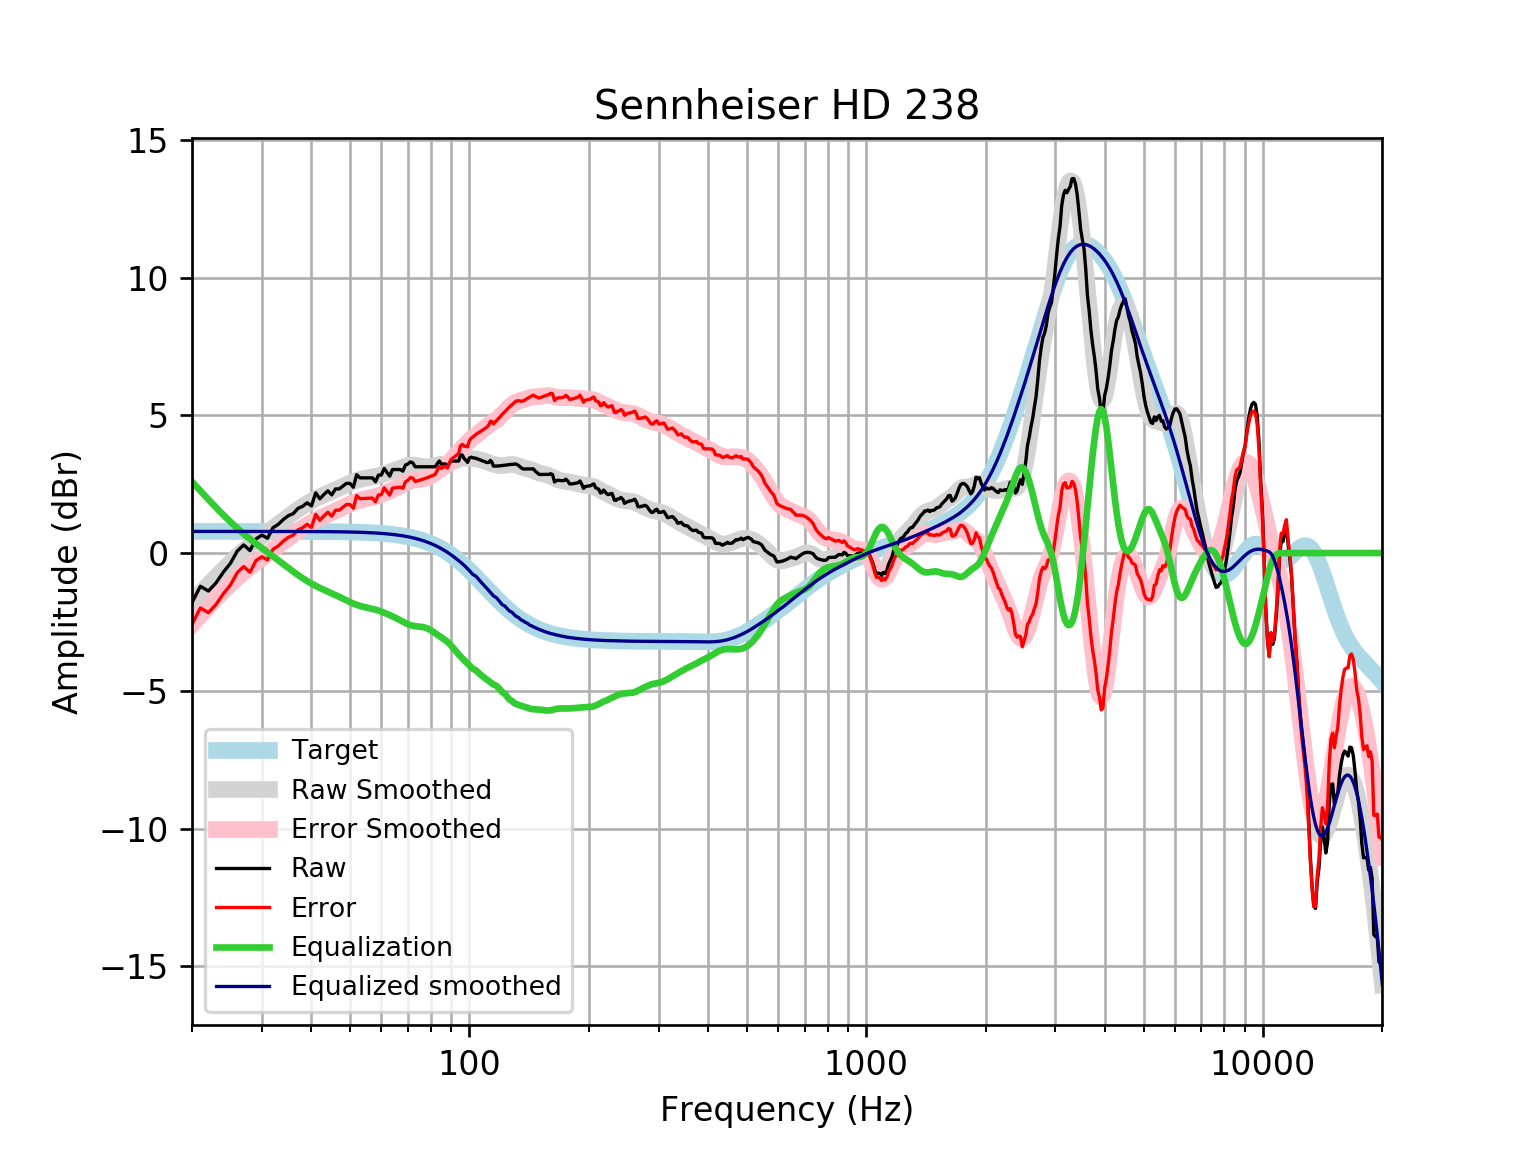 Sennheiser HD 238
Amplitude (dBr)
15
10
5
0
−5
−10
−15
Target
Raw Smoothed
Error Smoothed
Raw
Error
Equalization
Equalized smoothed
100
1000
10000
Frequency (Hz)